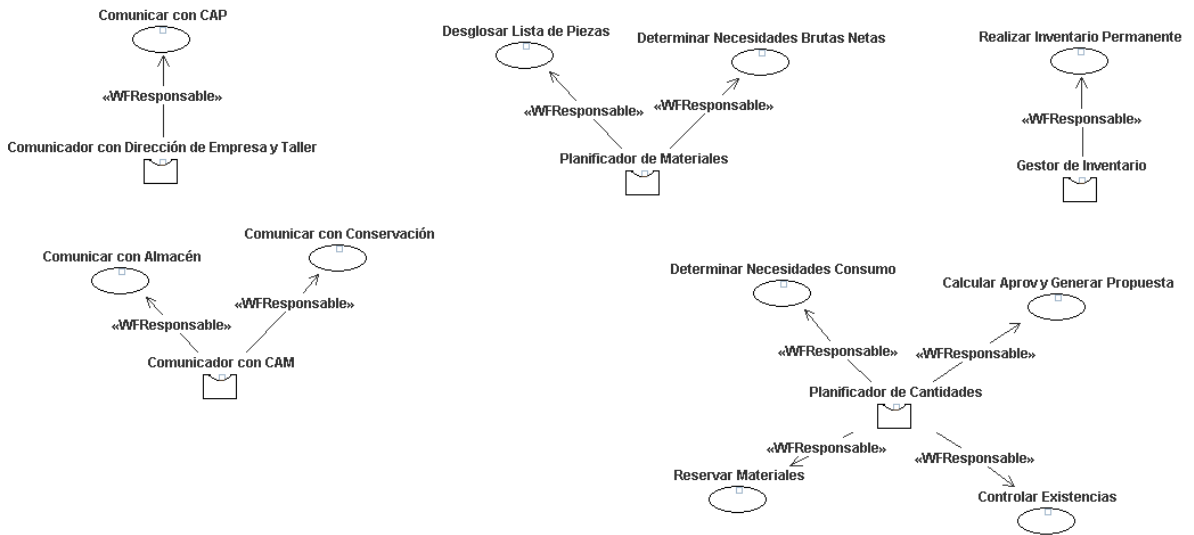 Comunicar con CAP
«WFResponsable»
Comunicador con Dirección de Empresa y Taller
Desglosar Lista de Piezas
Determinar Necesidades Brutas Netas
«WFResponsable»
«WFResponsable»
Planificador de Materiales
Realizar Inventario Permanente
«WFResponsable»
Gestor de Inventario
Comunicar con Almacén
Comunicar con Conservación
«WFResponsable»
«WFResponsable»
Comunicador con CAM
Determinar Necesidades Consumo
Calcular Aprov y Generar Propuesta
«WFResponsable»
«WFResponsable»
Planificador de Cantidades
«WFResponsable»
«WFResponsable»
Reservar Materiales
Controlar Existencias